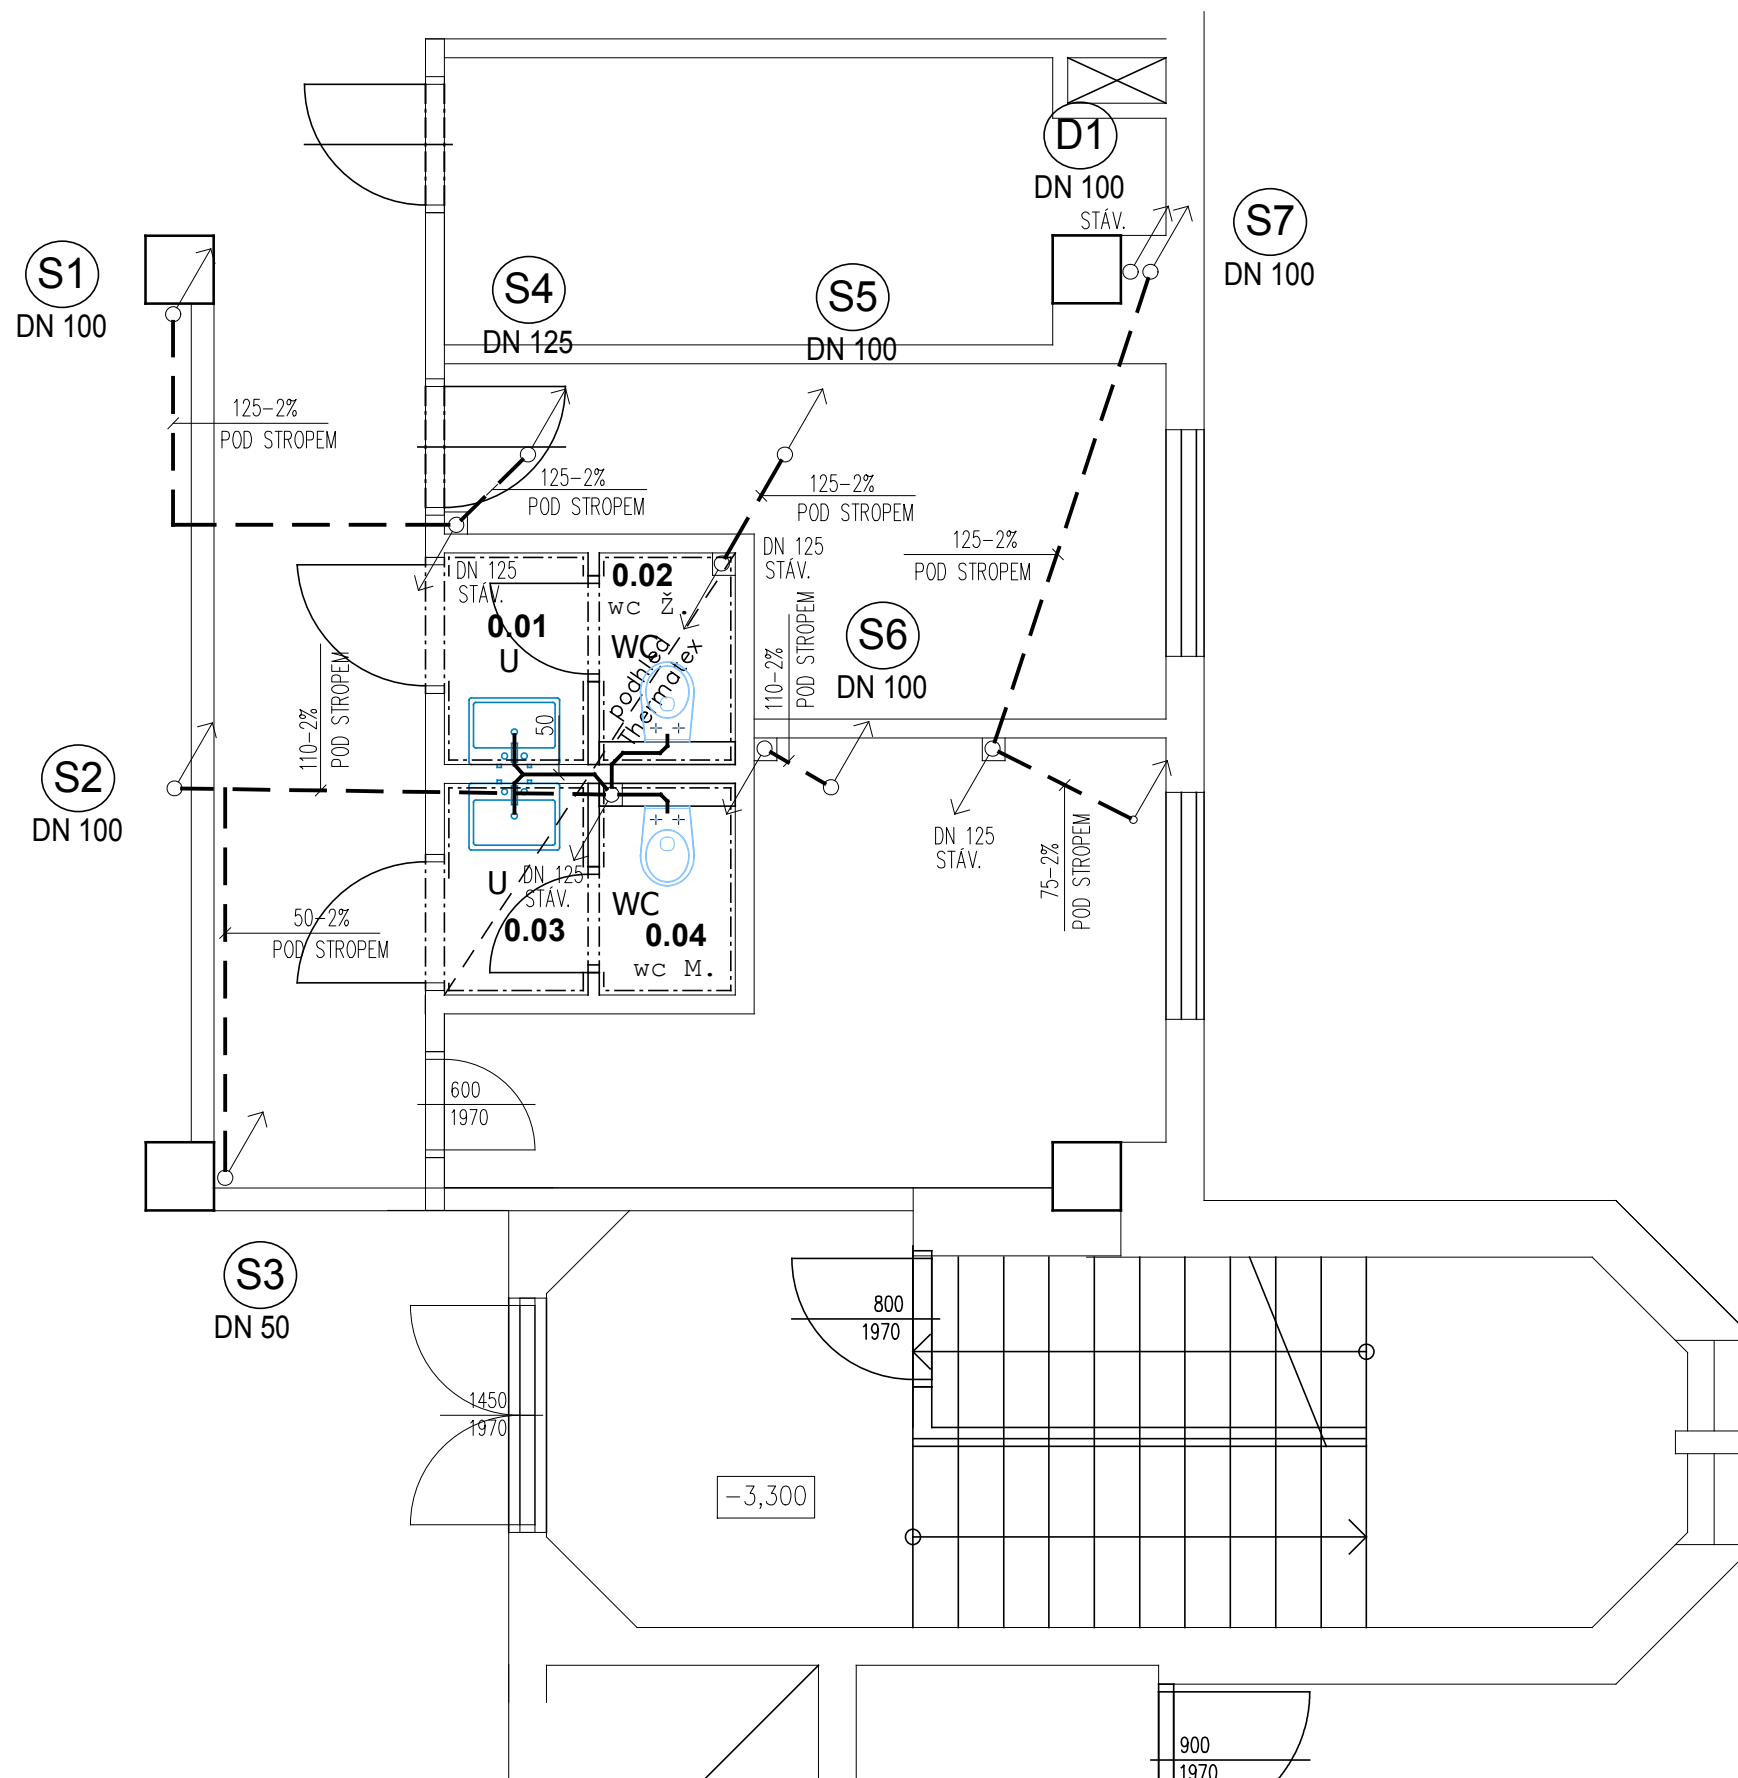 D1
DN 100
STÁV.
S7
DN 100
S1
DN 100
S4
DN 125
S5
DN 100
125-2%
POD STROPEM
125-2%
POD STROPEM
125-2%
POD STROPEM
125-2%
POD STROPEM
DN 125
STÁV.
DN 125
STÁV.
0.01
U
0.02
wc Ž.
WC
podhled
Thermatex
50
110-2%
POD STROPEM
S6
DN 100
110-2%
POD STROPEM
S2
DN 100
DN 125
STÁV.
75-2%
POD STROPEM
U
DN 125
STÁV.
0.03
WC
0.04
wc M.
50-2%
POD STROPEM
600
1970
S3
DN 50
800
1970
1450
1970
-3,300
900
1970